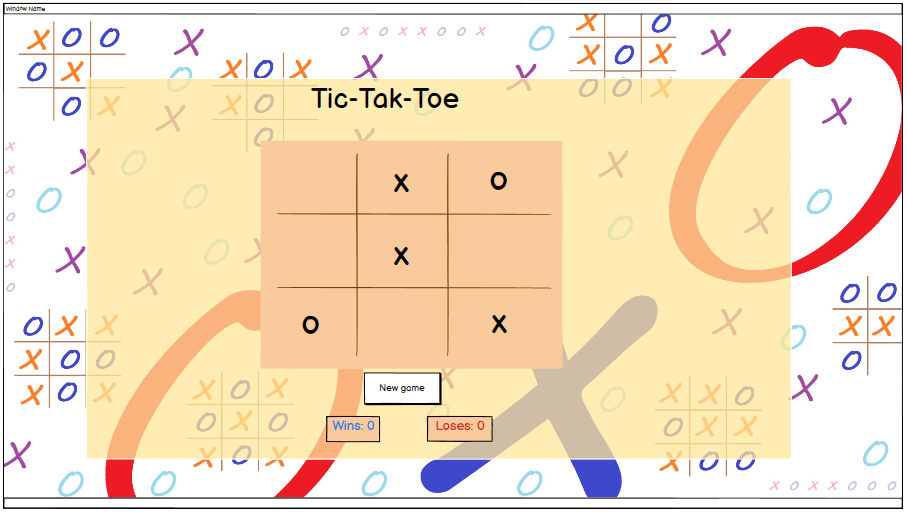 Window Name
Tic-Tak-Toe
X O
X
O X
New game
Wins: 0
Loses: 0